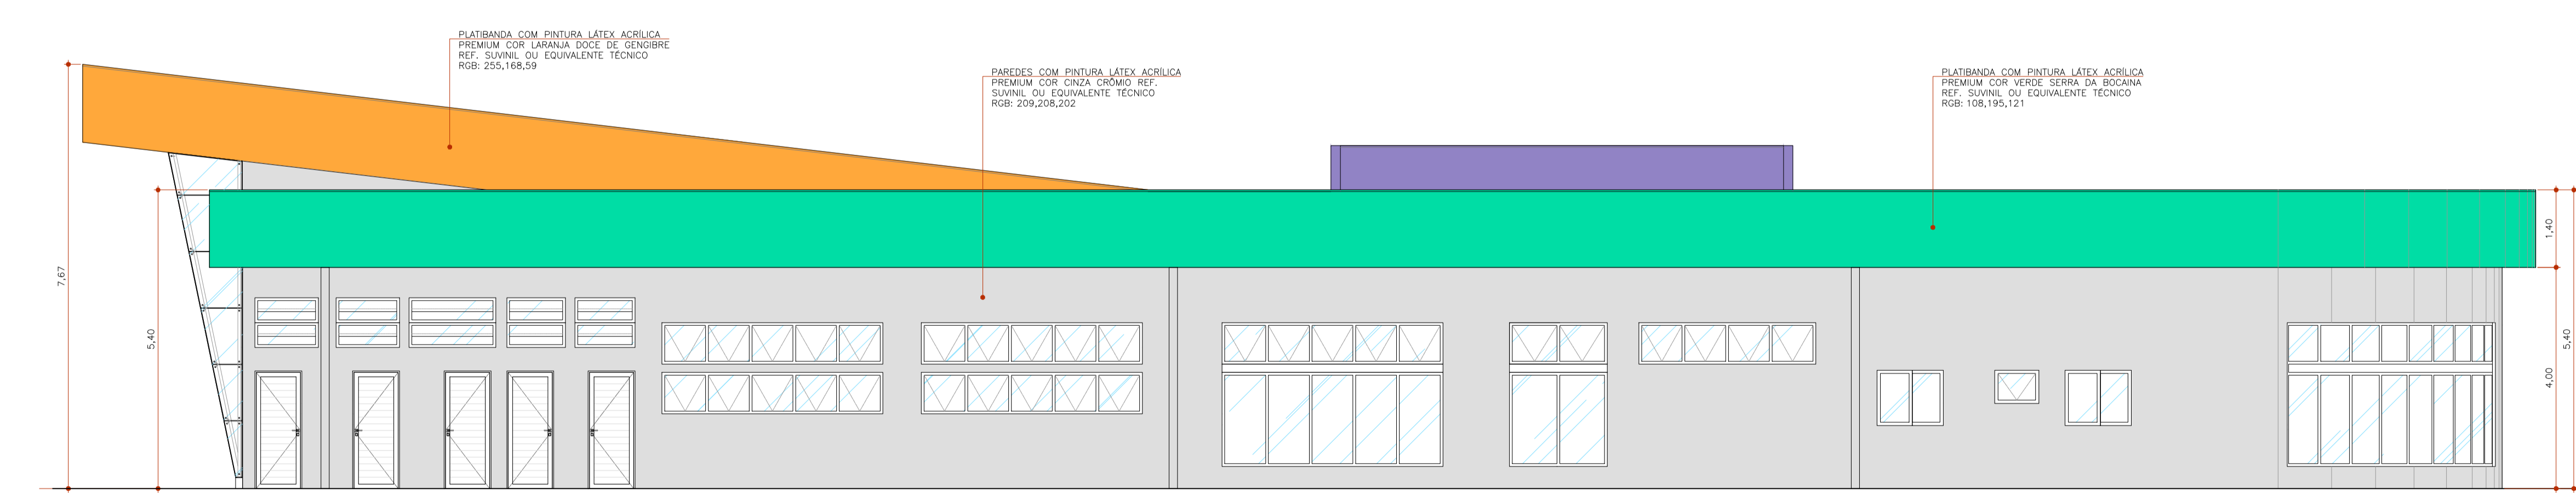 PLATIBANDA COM PINTURA LÁTEX ACRÍLICA
PREMIUM COR LARANJA DOCE DE GENGIBRE
REF. SUVINIL OU EQUIVALENTE TÉCNICO
RGB: 255,168,59
PAREDES COM PINTURA LÁTEX ACRÍLICA
PREMIUM COR CINZA CRÔMIO REF.
SUVINIL OU EQUIVALENTE TÉCNICO
RGB: 209,208,202
PLATIBANDA COM PINTURA LÁTEX ACRÍLICA
PREMIUM COR VERDE SERRA DA BOCAINA
REF. SUVINIL OU EQUIVALENTE TÉCNICO
RGB: 108,195,121
7,67
5,40
1,40
4,00
5,40